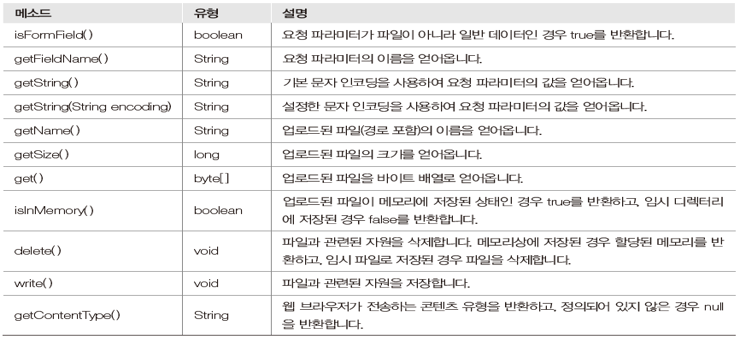 메소드 유형 설명
isFormField( ) boolean 요청 파라미터가 파일이 아니라 일반 데이터인 경우 true를 반환합니다.
getFieldName( ) String 요청 파라미터의 이름을 얻어옵니다.
getString( ) String 기본 문자 인코딩을 사용하여 요청 파라미터의 값을 얻어옵니다.
getString(String encoding) String 설정한 문자 인코딩을 사용하여 요청 파라미터의 값을 얻어옵니다.
getName( ) String 업로드된 파일(경로 포함)의 이름을 얻어옵니다.
getSize( ) long 업로드된 파일의 크기를 얻어옵니다.
get( ) byte[ ] 업로드된 파일을 바이트 배열로 얻어옵니다.
isInMemory( ) boolean 업로드된 파일이 메모리에 저장된 상태인 경우 true를 반환하고, 임시 디렉터리
에 저장된 경우 false를 반환합니다.
delete( ) void 파일과 관련된 자원을 삭제합니다. 메모리상에 저장된 경우 할당된 메모리를 반
환하고, 임시 파일로 저장된 경우 파일을 삭제합니다.
write( ) void 파일과 관련된 자원을 저장합니다.
getContentType( ) String 웹 브라우저가 전송하는 콘텐츠 유형을 반환하고, 정의되어 있지 않은 경우 null
을 반환합니다.